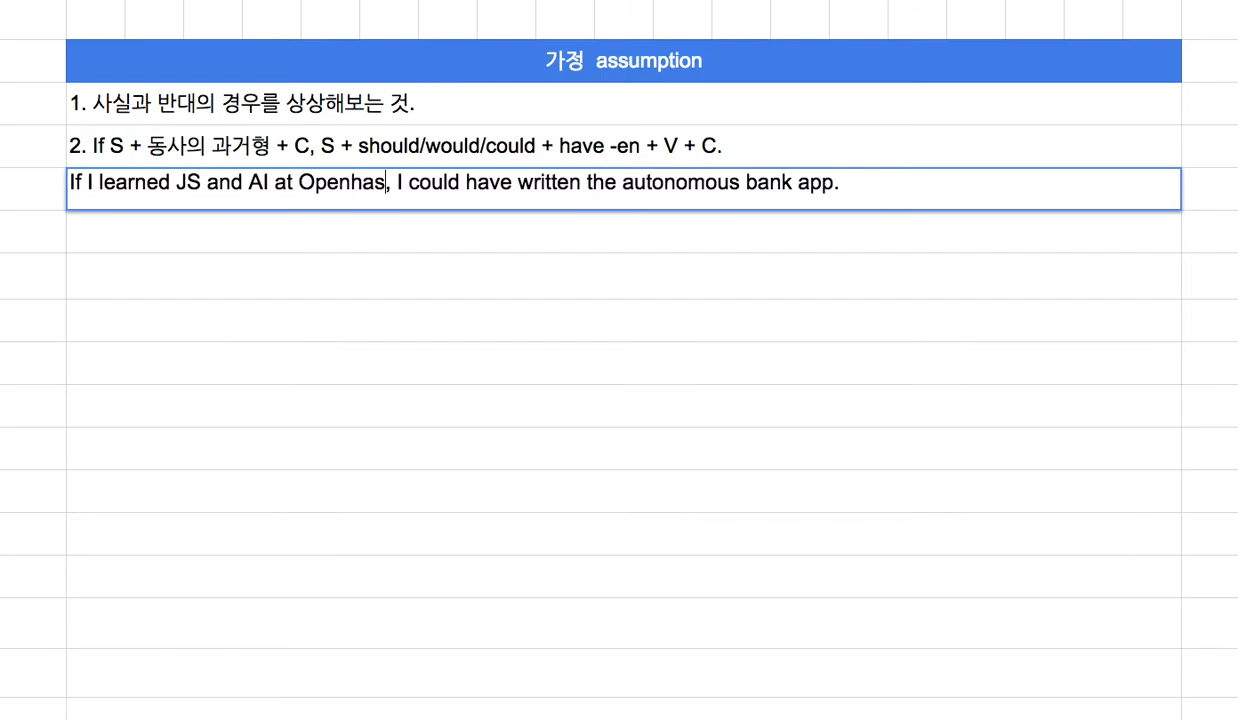 가정  assumption
1. 사실과 반대의 경우를 상상해보는 것.
2. If S + 동사의 과거형 + C, S + should/would/could + have -en + V + C.
If I learned JS and AI at Openhas, I could have written the autonomous bank app.